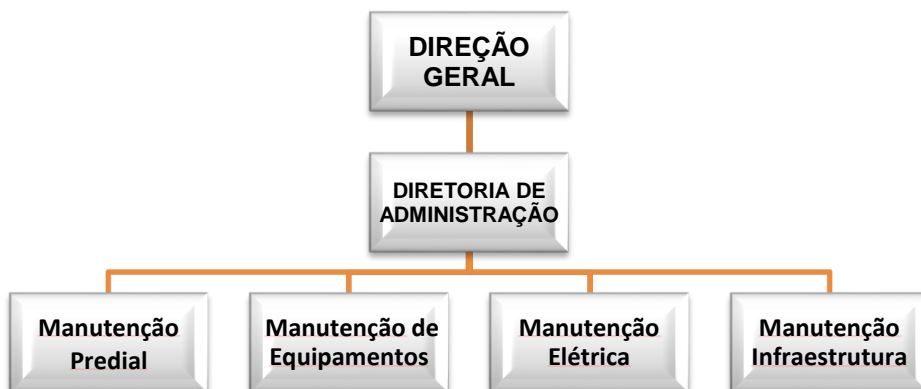 DIREÇÃO
GERAL
DIRETORIA DE
ADMINISTRAÇÃO
Manutenção
Predial
Manutenção de
Equipamentos
Manutenção
Elétrica
Manutenção
Infraestrutura